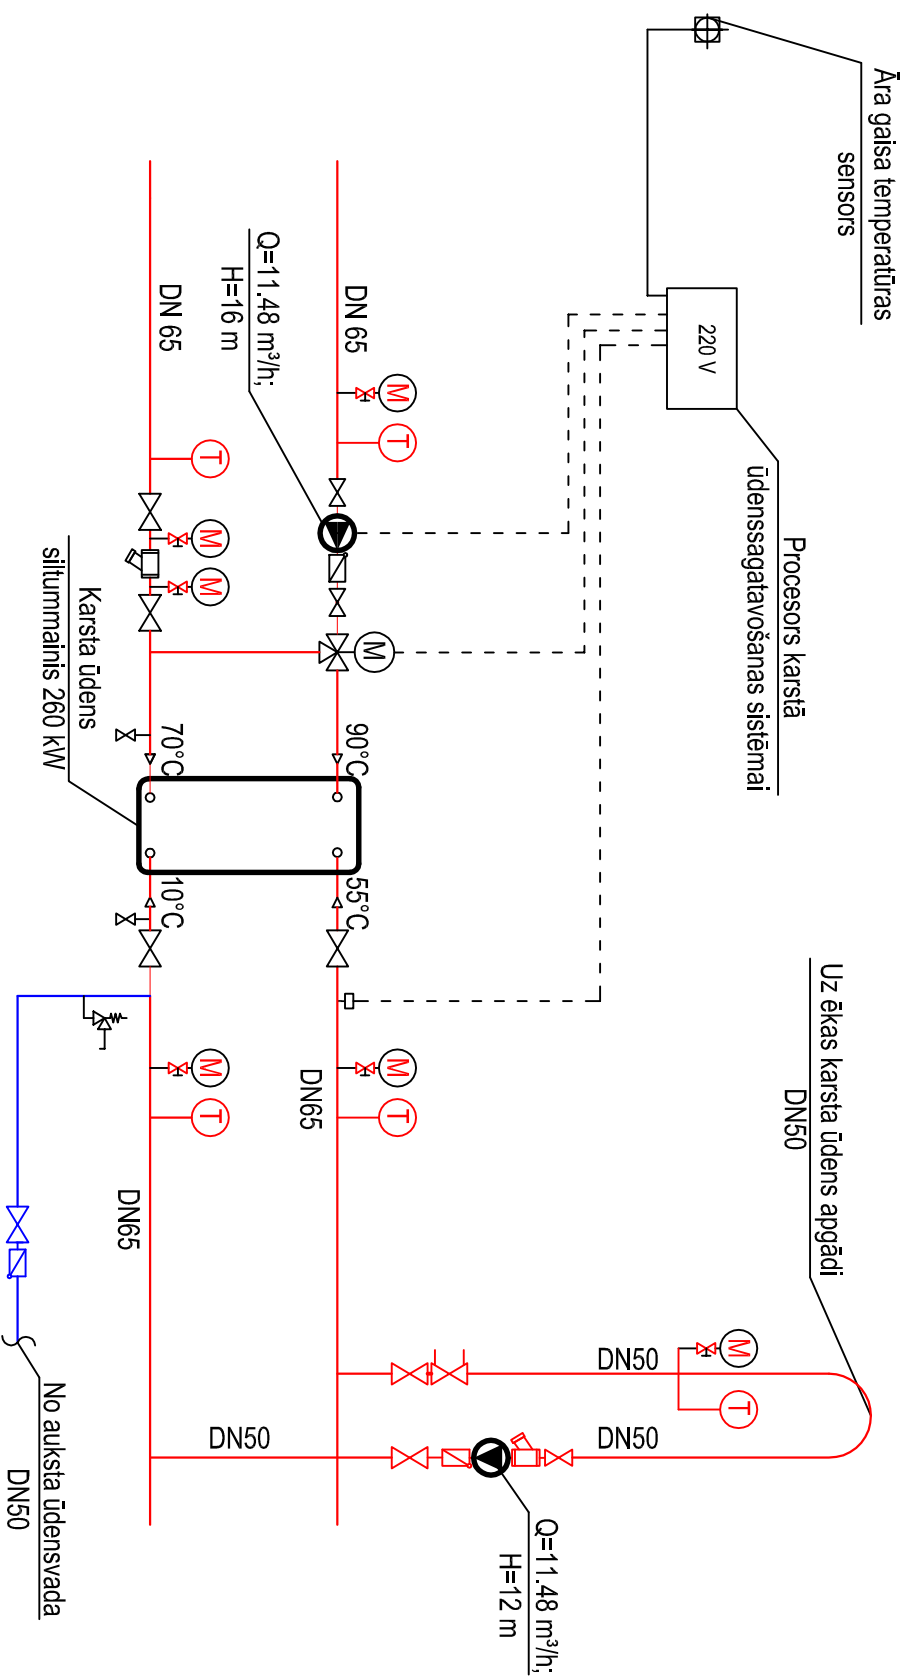 Āra gaisa temperatūras
sensors
220 V
Procesors karstā
ūdenssagatavošanas sistēmai
Uz ēkas karsta ūdens apgādi
DN50
DN 65
M
T
Q=11.48 m³/h;
H=16 m
DN 65
T
M
M
M
90°C
70°C
Karsta ūdens
siltummainis 260 kW
55°C
10°C
M
T
DN65
M
T
DN65
M
T
DN50
DN50
DN50
Q=11.48 m³/h;
H=12 m
No auksta ūdensvada
DN50